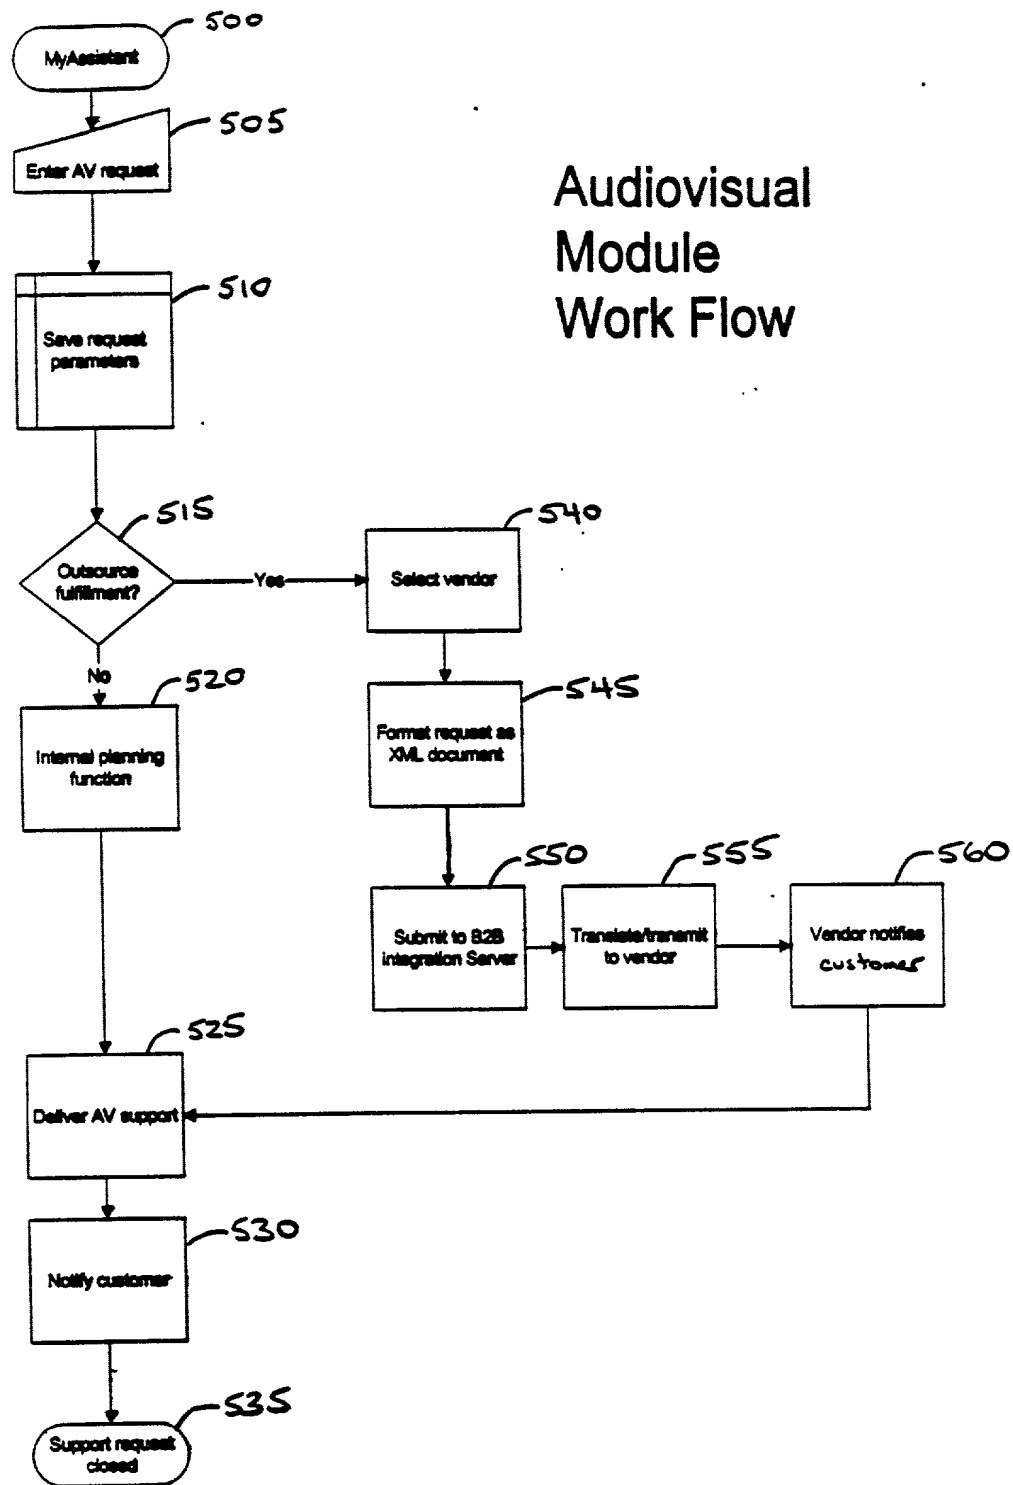 500
MyAssistant
505
Enter AV request
Audiovisual
Module
Work Flow
510
Save request
parameters
515
Outsource
fulfillment?
Yes
540
Select vendor
No
520
Internal planning
function
545
Format request as
XML document
550
Submit to B2B
integration Server
555
Translate/transmit
to vendor
560
Vendor notifies
customer
525
Deliver AV support
530
Notify customer
535
Support request
closed